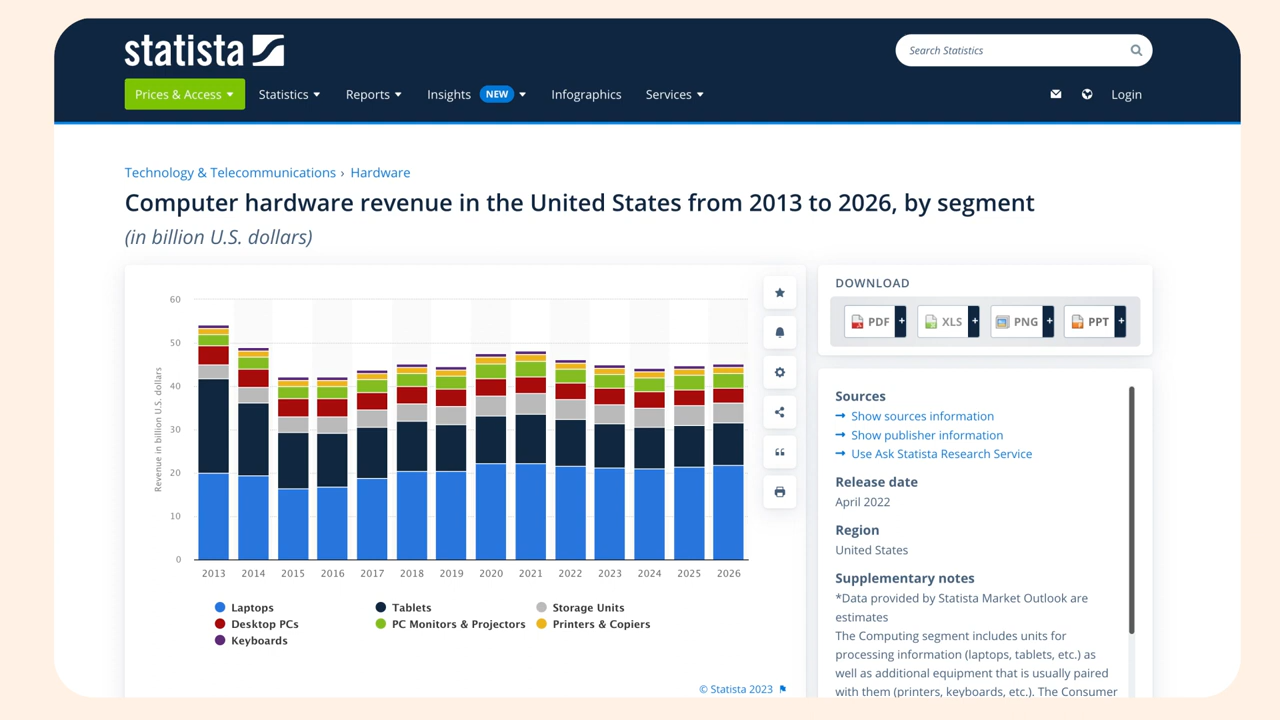 statista
Search Statistics
Prices & Access Statistics Reports Insights NEW Infographics Services Login
Technology & Telecommunications › Hardware
Computer hardware revenue in the United States from 2013 to 2026, by segment
(in billion U.S. dollars)
Revenue in billion U.S. dollars
60
50
40
30
20
10
0
2013 2014 2015 2016 2017 2018 2019 2020 2021 2022 2023 2024 2025 2026
Laptops Tablets Storage Units
Desktop PCs PC Monitors & Projectors Printers & Copiers
Keyboards
© Statista 2023
DOWNLOAD
PDF + XLS + PNG + PPT +
Sources
→ Show sources information
→ Show publisher information
→ Use Ask Statista Research Service
Release date
April 2022
Region
United States
Supplementary notes
*Data provided by Statista Market Outlook are
estimates
The Computing segment includes units for
processing information (laptops, tablets, etc.) as
well as additional equipment that is usually paired
with them (printers, keyboards, etc.). The Consumer